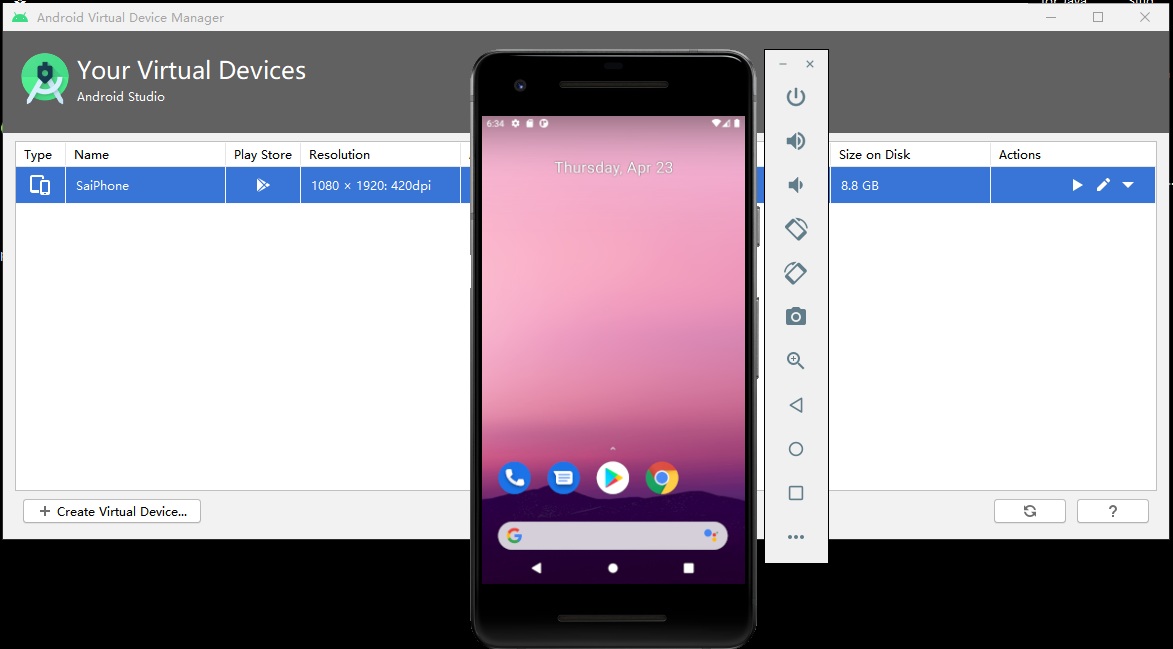 Android Virtual Device Manager
Your Virtual Devices
Android Studio
Type Name Play Store Resolution Size on Disk Actions
SaiPhone 1080 × 1920: 420dpi 8.8 GB
6:34
Thursday, Apr 23
+ Create Virtual Device...
?